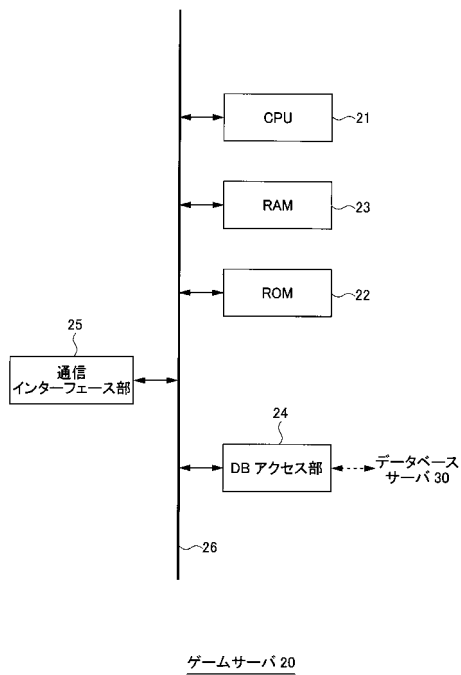 CPU
21
RAM
23
ROM
22
25
通信
インターフェース部
24
DB アクセス部
データベース
サーバ 30
26
ゲームサーバ 20